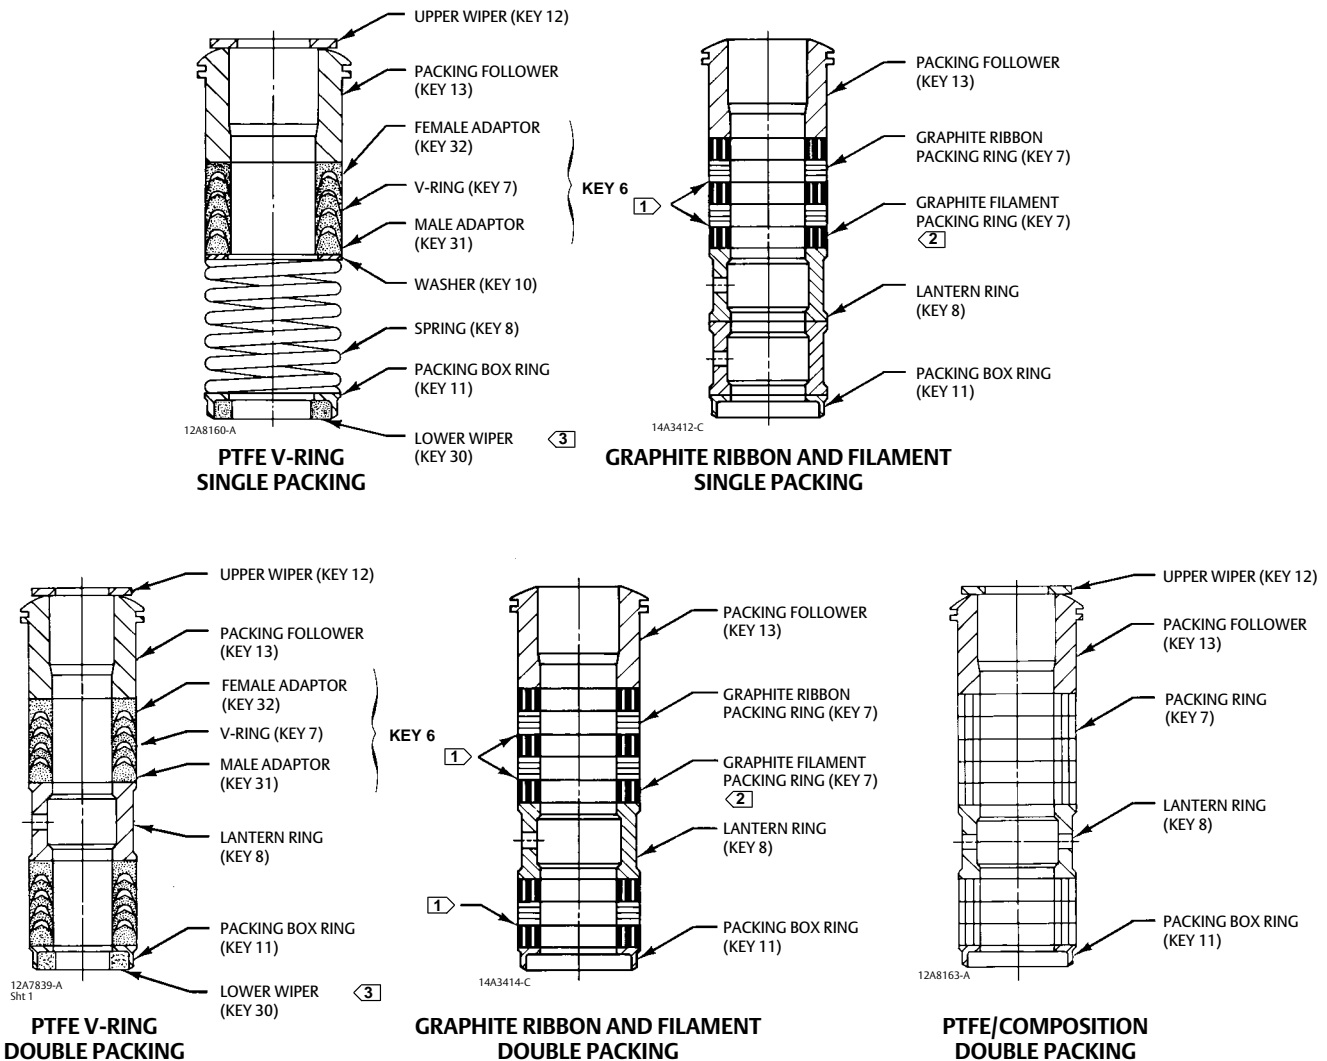 UPPER WIPER (KEY 12)
PACKING FOLLOWER
(KEY 13)
FEMALE ADAPTOR
(KEY 32)
V-RING (KEY 7)
MALE ADAPTOR
(KEY 31)
KEY 6
WASHER (KEY 10)
SPRING (KEY 8)
PACKING BOX RING
(KEY 11)
LOWER WIPER
(KEY 30)
3
12A8160-A
PTFE V-RING
SINGLE PACKING
PACKING FOLLOWER
(KEY 13)
GRAPHITE RIBBON
PACKING RING (KEY 7)
1
GRAPHITE FILAMENT
PACKING RING (KEY 7)
2
LANTERN RING
(KEY 8)
PACKING BOX RING
(KEY 11)
14A3412-C
GRAPHITE RIBBON AND FILAMENT
SINGLE PACKING
UPPER WIPER (KEY 12)
PACKING FOLLOWER
(KEY 13)
FEMALE ADAPTOR
(KEY 32)
V-RING (KEY 7)
MALE ADAPTOR
(KEY 31)
KEY 6
LANTERN RING
(KEY 8)
PACKING BOX RING
(KEY 11)
LOWER WIPER
(KEY 30)
3
12A7839-A
Sht 1
PTFE V-RING
DOUBLE PACKING
PACKING FOLLOWER
(KEY 13)
GRAPHITE RIBBON
PACKING RING (KEY 7)
1
GRAPHITE FILAMENT
PACKING RING (KEY 7)
2
LANTERN RING
(KEY 8)
1
PACKING BOX RING
(KEY 11)
14A3414-C
GRAPHITE RIBBON AND FILAMENT
DOUBLE PACKING
UPPER WIPER (KEY 12)
PACKING FOLLOWER
(KEY 13)
PACKING RING
(KEY 7)
LANTERN RING
(KEY 8)
PACKING BOX RING
(KEY 11)
12A8163-A
PTFE/COMPOSITION
DOUBLE PACKING